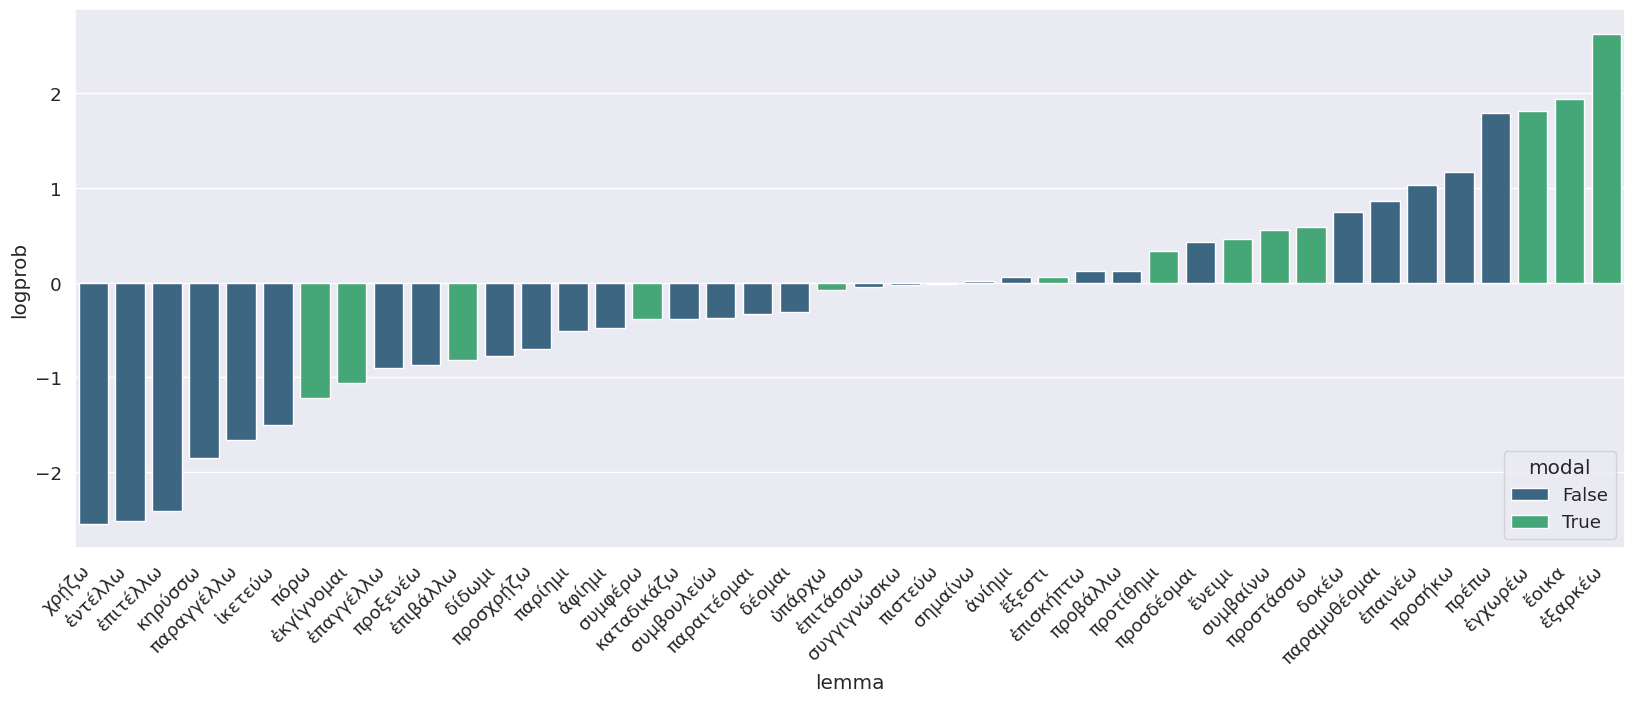 logprob
2
1
0
−1
−2
modal
False
True
χρήζω
ἐντέλλω
ἐπιτέλλω
κηρύσσω
παραγγέλλω
ἱκετεύω
πόρω
ἐκγίγνομαι
ἐπαγγέλλω
προξενέω
ἐπιβάλλω
δίδωμι
προσχρήζω
παρίημι
ἀφίημι
συμφέρω
καταδικάζω
συμβουλεύω
παραιτέομαι
δέομαι
ὑπάρχω
ἐπιτάσσω
συγγιγνώσκω
πιστεύω
σημαίνω
ἀνίημι
ἔξεστι
ἐπισκήπτω
προβάλλω
προτίθημι
προσδέομαι
ἔνειμι
συμβαίνω
προστάσσω
δοκέω
παραμυθέομαι
ἐπαινέω
προσήκω
πρέπω
ἐγχωρέω
ἔοικα
ἐξαρκέω
lemma